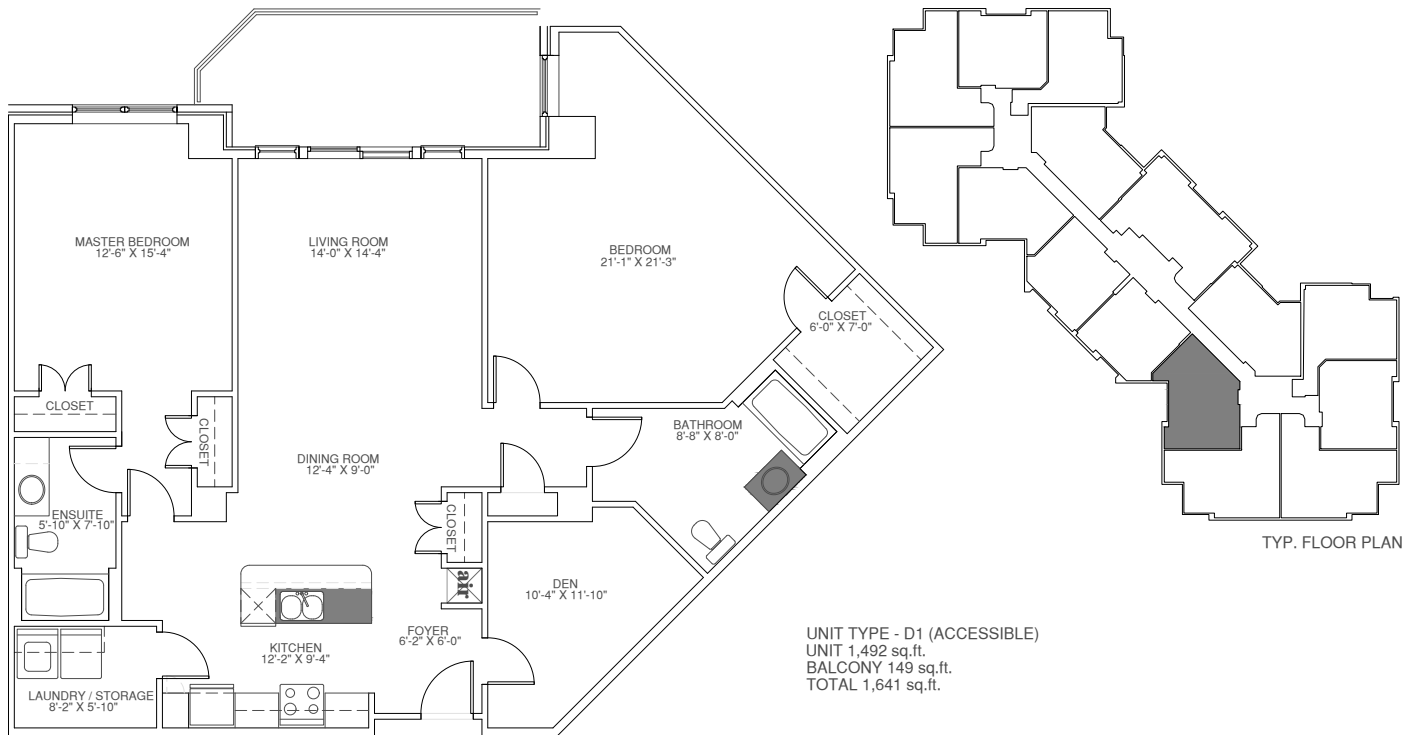 MASTER BEDROOM
12'-6" X 15'-4"
LIVING ROOM
14'-0" X 14'-4"
BEDROOM
21'-1" X 21'-3"
CLOSET
6'-0" X 7'-0"
CLOSET
CLOSET
BATHROOM
8'-8" X 8'-0"
DINING ROOM
12'-4" X 9'-0"
ENSUITE
5'-10" X 7'-10"
CLOSET
air
DEN
10'-4" X 11'-10"
FOYER
6'-2" X 6'-0"
KITCHEN
12'-2" X 9'-4"
LAUNDRY / STORAGE
8'-2" X 5'-10"
TYP. FLOOR PLAN
UNIT TYPE - D1 (ACCESSIBLE)
UNIT 1,492 sq.ft.
BALCONY 149 sq.ft.
TOTAL 1,641 sq.ft.